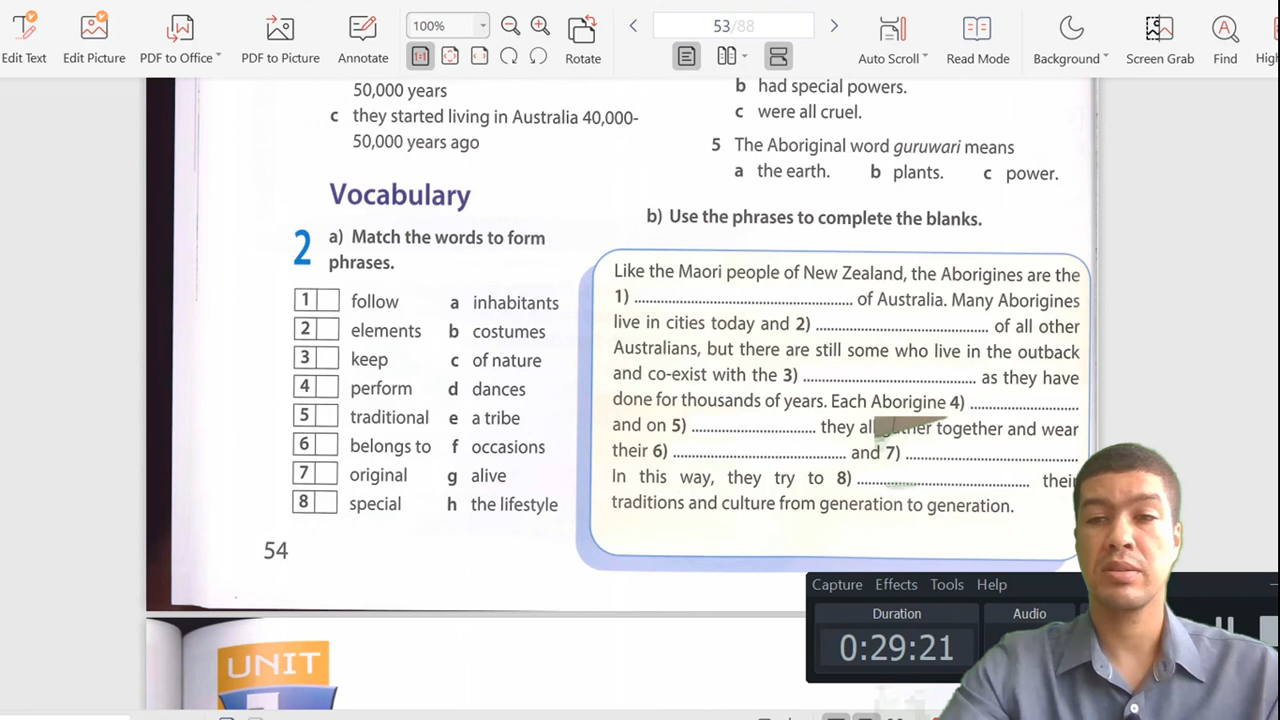 Edit Text
Edit Picture
PDF to Office
PDF to Picture
Annotate
100%
1:1
Rotate
53/88
Auto Scroll
Read Mode
Background
Screen Grab
Find
50,000 years
c they started living in Australia 40,000-
50,000 years ago
b had special powers.
c were all cruel.
5 The Aboriginal word guruwari means
a the earth. b plants. c power.
Vocabulary
2 a) Match the words to form
phrases.
1 follow a inhabitants
2 elements b costumes
3 keep c of nature
4 perform d dances
5 traditional e a tribe
6 belongs to f occasions
7 original g alive
8 special h the lifestyle
54
b) Use the phrases to complete the blanks.
Like the Maori people of New Zealand, the Aborigines are the
1) ........................ of Australia. Many Aborigines
live in cities today and 2) ........................ of all other
Australians, but there are still some who live in the outback
and co-exist with the 3) ........................ as they have
done for thousands of years. Each Aborigine 4) ........................
and on 5) ........................ they all gather together and wear
their 6) ........................ and 7) ........................
In this way, they try to 8) ........................ their
traditions and culture from generation to generation.
UNIT
Capture Effects Tools Help
Duration
Audio
0:29:21